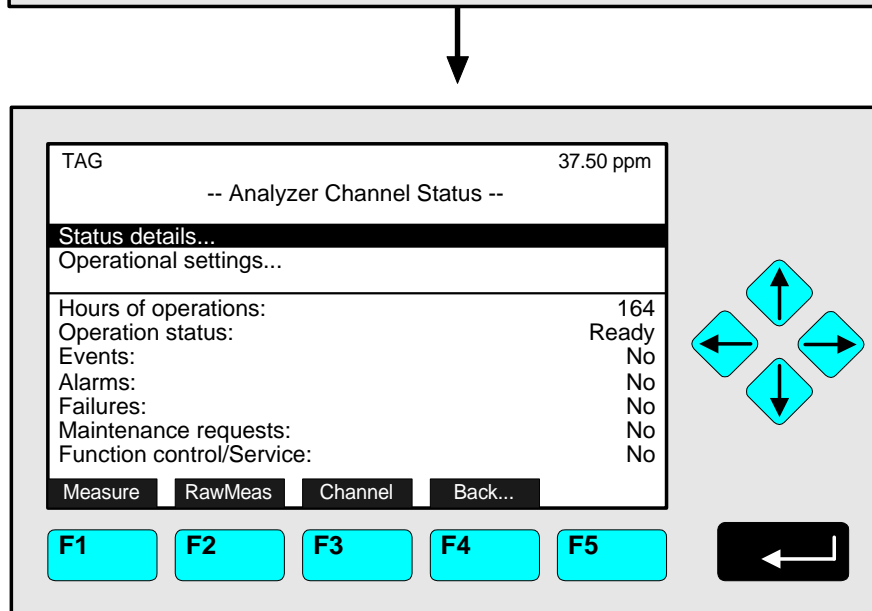 TAG 37.50 ppm
-- Analyzer Channel Status --
Status details...
Operational settings...
Hours of operations: 164
Operation status: Ready
Events: No
Alarms: No
Failures: No
Maintenance requests: No
Function control/Service: No
Measure RawMeas Channel Back...
F1 F2 F3 F4 F5